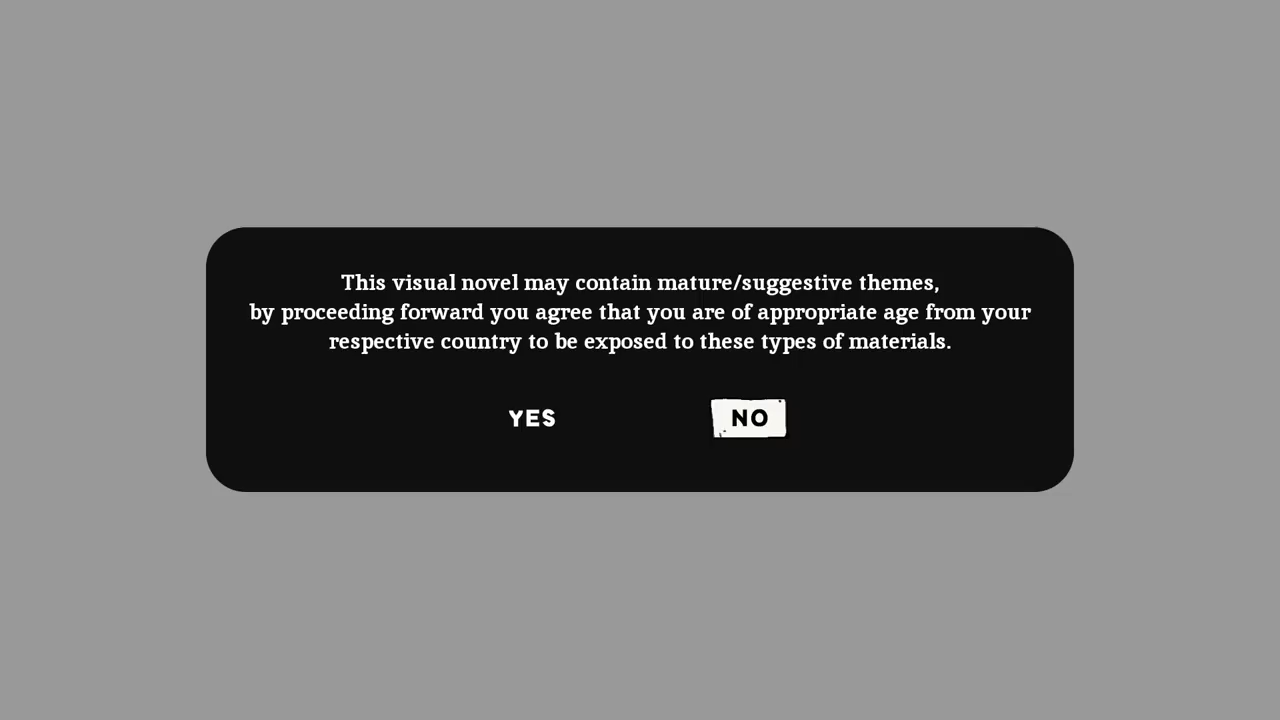 This visual novel may contain mature/suggestive themes,
by proceeding forward you agree that you are of appropriate age from your
respective country to be exposed to these types of materials.
YES
NO